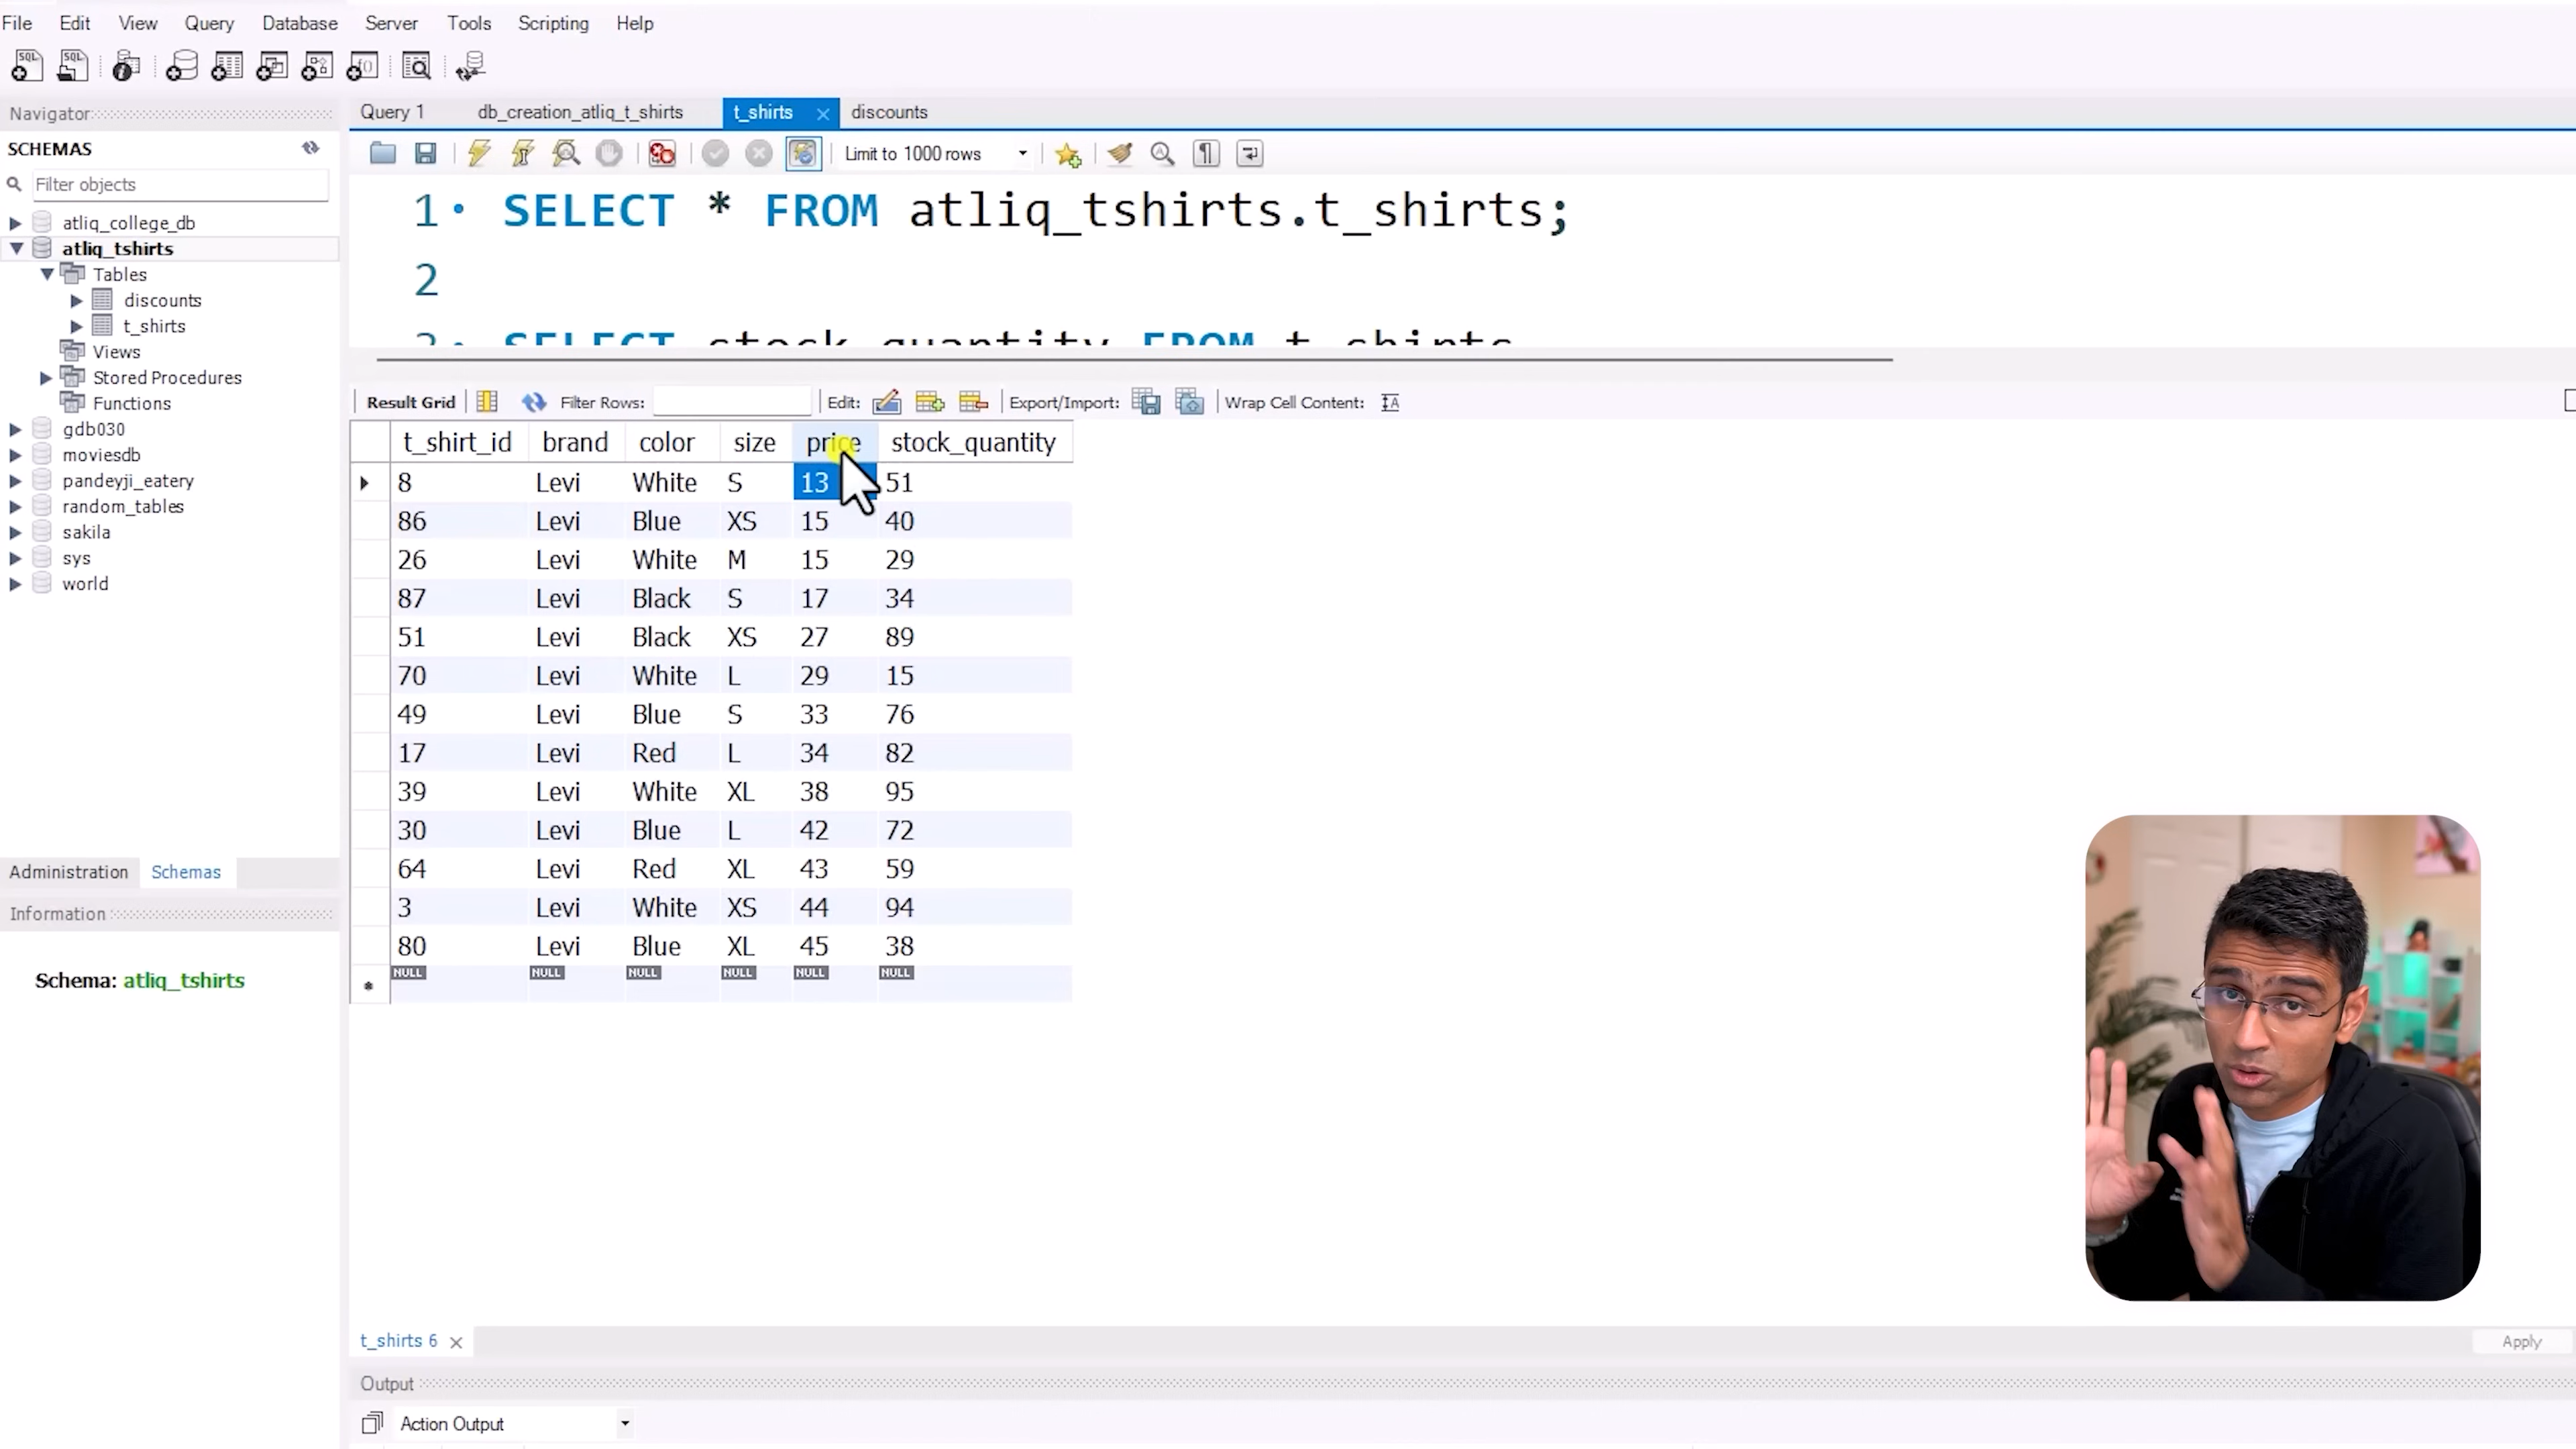 File Edit View Query Database Server Tools Scripting Help
Navigator
SCHEMAS
Filter objects
atliq_college_db
atliq_tshirts
Tables
discounts
t_shirts
Views
Stored Procedures
Functions
gdb030
moviesdb
pandeyji_eatery
random_tables
sakila
sys
world
Administration Schemas
Information
Schema: atliq_tshirts
Query 1 db_creation_atliq_t_shirts t_shirts discounts
Limit to 1000 rows
1 SELECT * FROM atliq_tshirts.t_shirts;
2
3 SELECT stock_quantity FROM t_shirts
Result Grid Filter Rows: Edit: Export/Import: Wrap Cell Content:
t_shirt_id brand color size price stock_quantity
8 Levi White S 13 51
86 Levi Blue XS 15 40
26 Levi White M 15 29
87 Levi Black S 17 34
51 Levi Black XS 27 89
70 Levi White L 29 15
49 Levi Blue S 33 76
17 Levi Red L 34 82
39 Levi White XL 38 95
30 Levi Blue L 42 72
64 Levi Red XL 43 59
3 Levi White XS 44 94
80 Levi Blue XL 45 38
NULL NULL NULL NULL NULL NULL
t_shirts 6
Apply
Output
Action Output